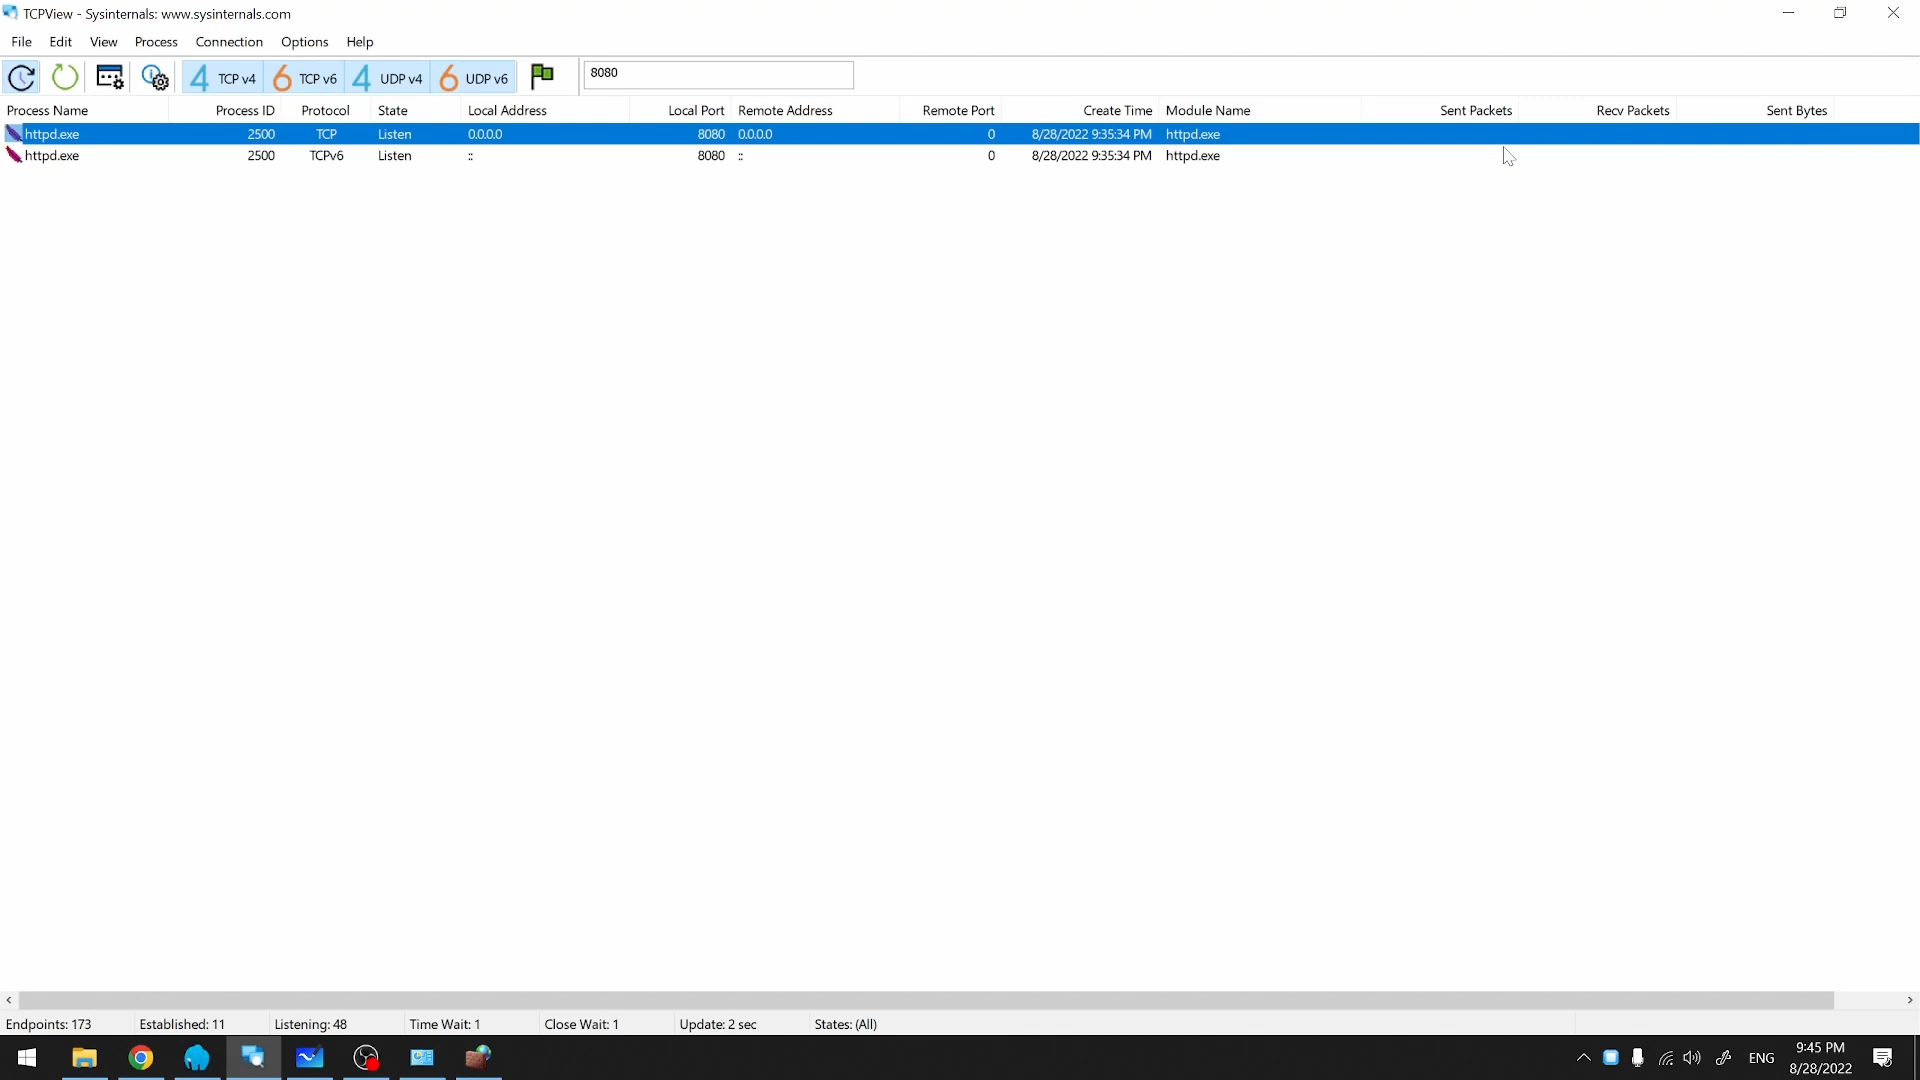 TCPView - Sysinternals: www.sysinternals.com
File Edit View Process Connection Options Help
4 TCP v4 6 TCP v6 4 UDP v4 6 UDP v6 8080
Process Name Process ID Protocol State Local Address Local Port Remote Address Remote Port Create Time Module Name Sent Packets Recv Packets Sent Bytes
httpd.exe 2500 TCP Listen 0.0.0.0 8080 0.0.0.0 0 8/28/2022 9:35:34 PM httpd.exe
httpd.exe 2500 TCPv6 Listen :: 8080 :: 0 8/28/2022 9:35:34 PM httpd.exe
Endpoints: 173 Established: 11 Listening: 48 Time Wait: 1 Close Wait: 1 Update: 2 sec States: (All)
ENG 9:45 PM
8/28/2022